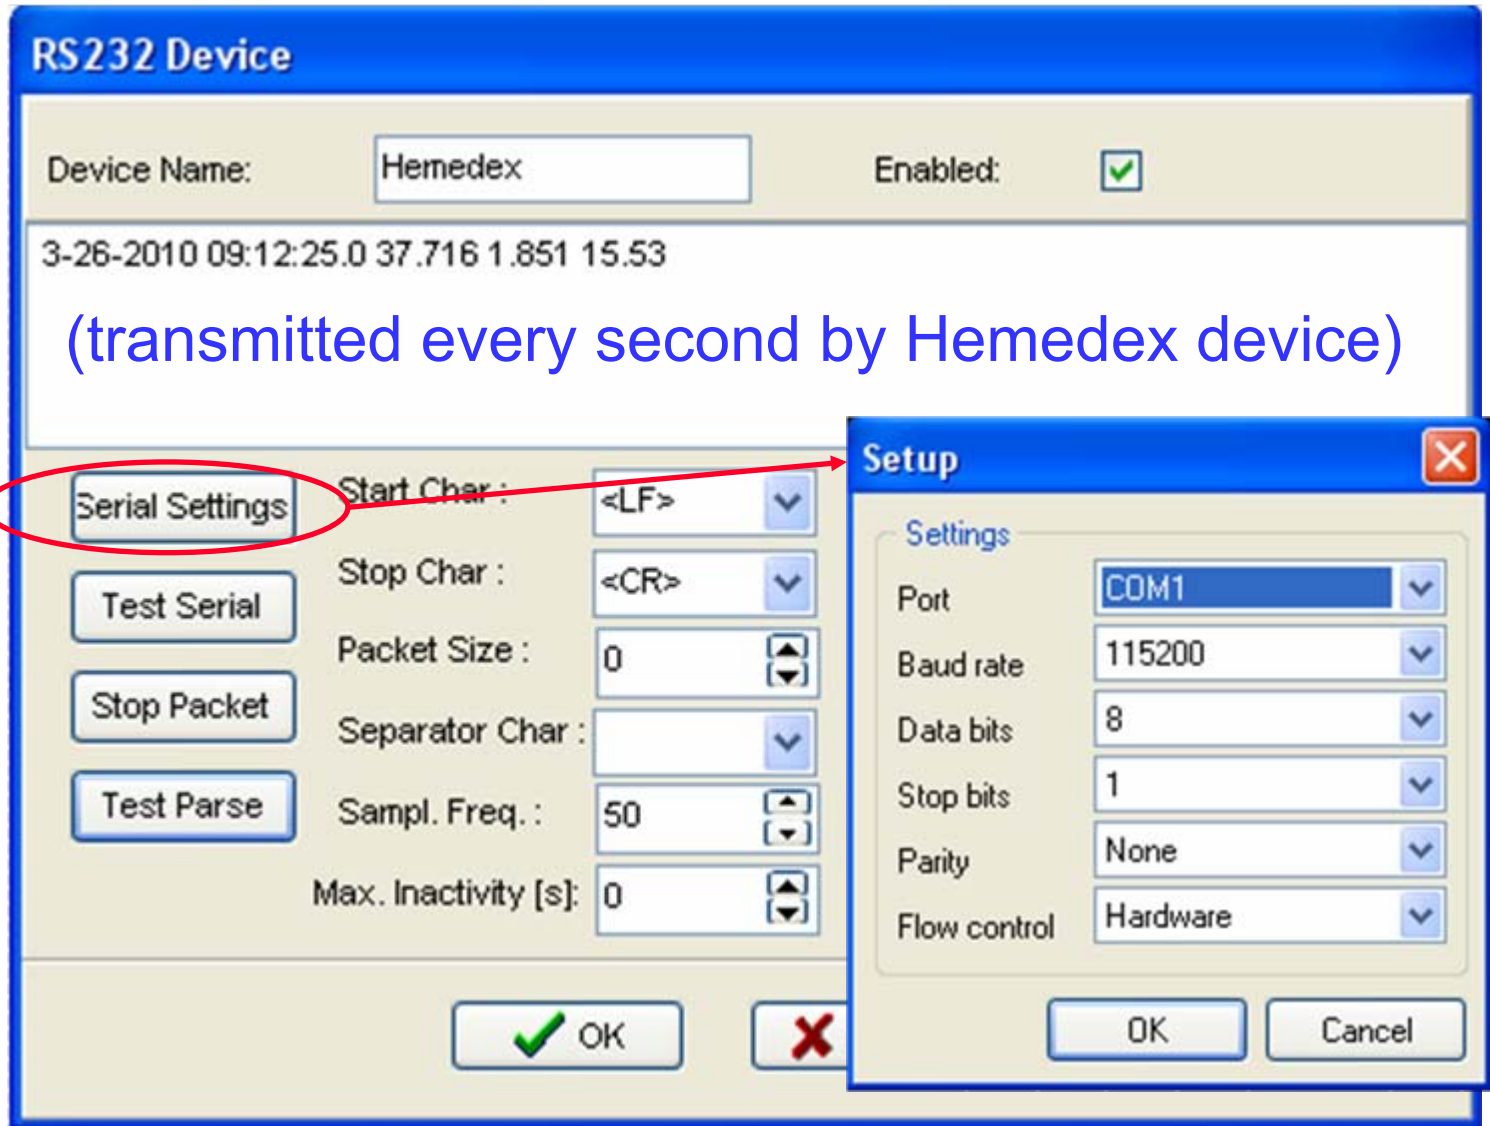 RS232 Device
Device Name: Hemedex Enabled:
3-26-2010 09:12:25.0 37.716 1.851 15.53
(transmitted every second by Hemedex device)
Serial Settings
Test Serial
Stop Packet
Test Parse
Start Char : <LF>
Stop Char : <CR>
Packet Size : 0
Separator Char :
Sampl. Freq. : 50
Max. Inactivity [s]: 0
OK
Setup
Settings
Port COM1
Baud rate 115200
Data bits 8
Stop bits 1
Parity None
Flow control Hardware
OK Cancel